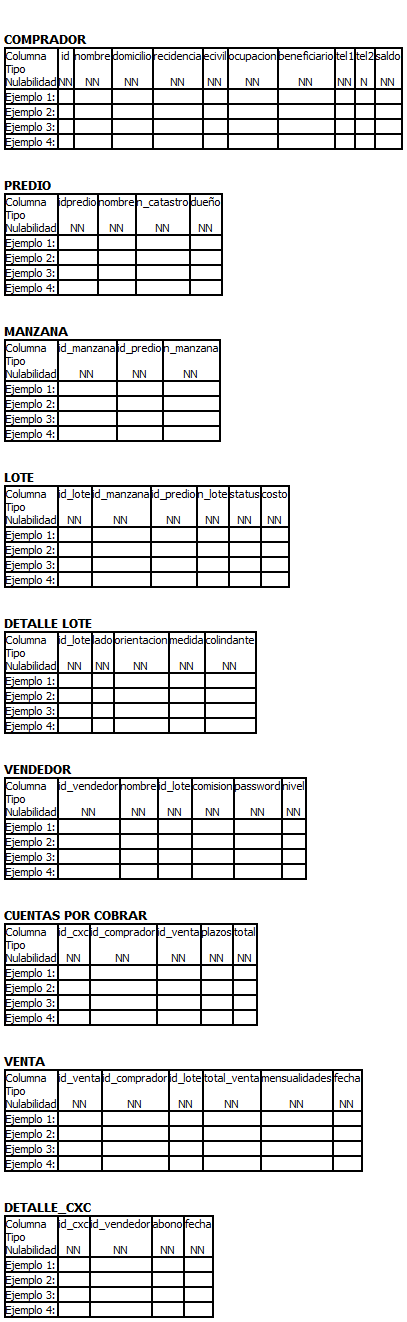 COMPRADOR
Columna id nombre domicilio recidencia ecivil ocupacion beneficiario tel1 tel2 saldo
Tipo
Nulabilidad NN NN NN NN NN NN NN NN N NN
Ejemplo 1:
Ejemplo 2:
Ejemplo 3:
Ejemplo 4:
PREDIO
Columna idpredio nombre n_catastro dueño
Tipo
Nulabilidad NN NN NN NN
Ejemplo 1:
Ejemplo 2:
Ejemplo 3:
Ejemplo 4:
MANZANA
Columna id_manzana id_predio n_manzana
Tipo
Nulabilidad NN NN NN
Ejemplo 1:
Ejemplo 2:
Ejemplo 3:
Ejemplo 4:
LOTE
Columna id_lote id_manzana id_predio n_lote status costo
Tipo
Nulabilidad NN NN NN NN NN NN
Ejemplo 1:
Ejemplo 2:
Ejemplo 3:
Ejemplo 4:
DETALLE LOTE
Columna id_lote lado orientacion medida colindante
Tipo
Nulabilidad NN NN NN NN NN
Ejemplo 1:
Ejemplo 2:
Ejemplo 3:
Ejemplo 4:
VENDEDOR
Columna id_vendedor nombre id_lote comision password nivel
Tipo
Nulabilidad NN NN NN NN NN NN
Ejemplo 1:
Ejemplo 2:
Ejemplo 3:
Ejemplo 4:
CUENTAS POR COBRAR
Columna id_cxc id_comprador id_venta plazos total
Tipo
Nulabilidad NN NN NN NN NN
Ejemplo 1:
Ejemplo 2:
Ejemplo 3:
Ejemplo 4:
VENTA
Columna id_venta id_comprador id_lote total_venta mensualidades fecha
Tipo
Nulabilidad NN NN NN NN NN NN
Ejemplo 1:
Ejemplo 2:
Ejemplo 3:
Ejemplo 4:
DETALLE_CXC
Columna id_cxc id_vendedor abono fecha
Tipo
Nulabilidad NN NN NN NN
Ejemplo 1:
Ejemplo 2:
Ejemplo 3:
Ejemplo 4: